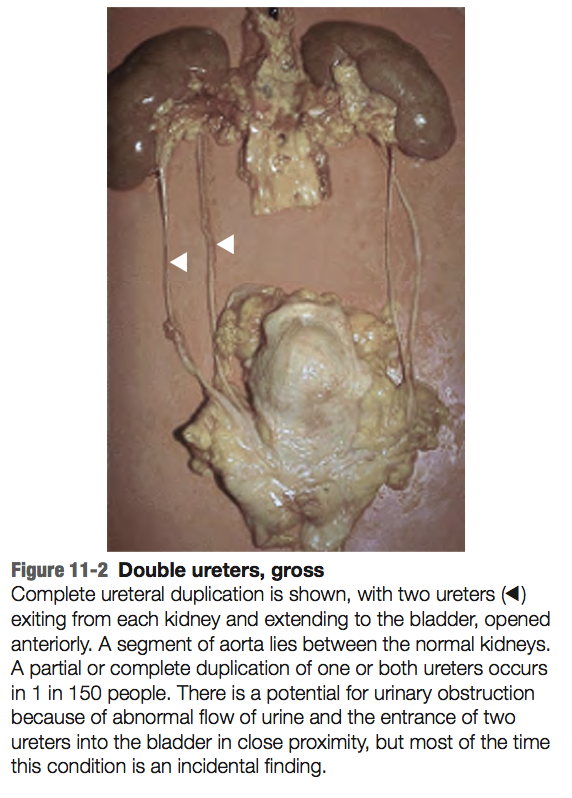 Figure 11-2 Double ureters, gross
Complete ureteral duplication is shown, with two ureters (◀)
exiting from each kidney and extending to the bladder, opened
anteriorly. A segment of aorta lies between the normal kidneys.
A partial or complete duplication of one or both ureters occurs
in 1 in 150 people. There is a potential for urinary obstruction
because of abnormal flow of urine and the entrance of two
ureters into the bladder in close proximity, but most of the time
this condition is an incidental finding.